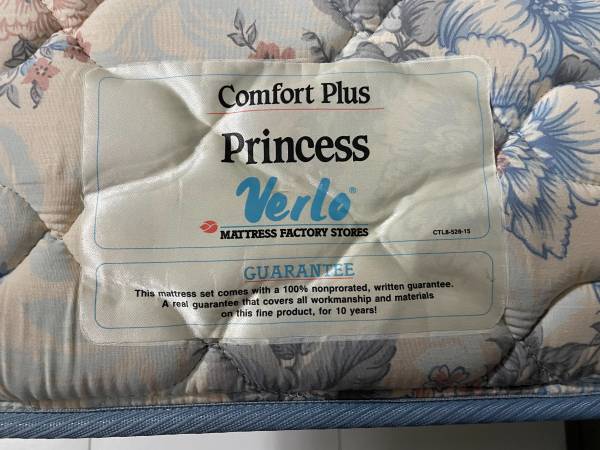 Comfort Plus
Princess
Verlo®
MATTRESS FACTORY STORES
CTL8-528-15
GUARANTEE
This mattress set comes with a 100% nonprorated, written guarantee.
A real guarantee that covers all workmanship and materials
on this fine product, for 10 years!